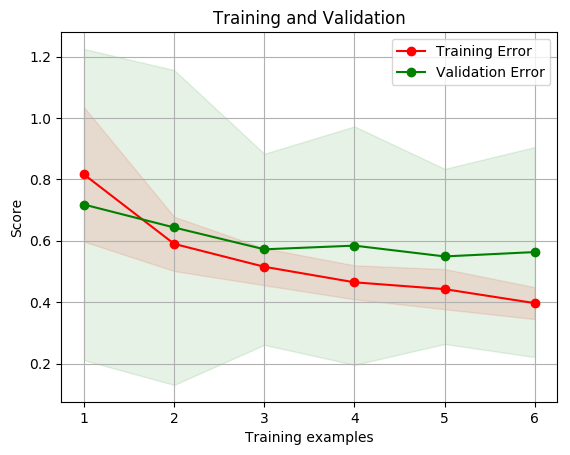 Training and Validation
Training Error
Validation Error
Score
1.2
1.0
0.8
0.6
0.4
0.2
1 2 3 4 5 6
Training examples